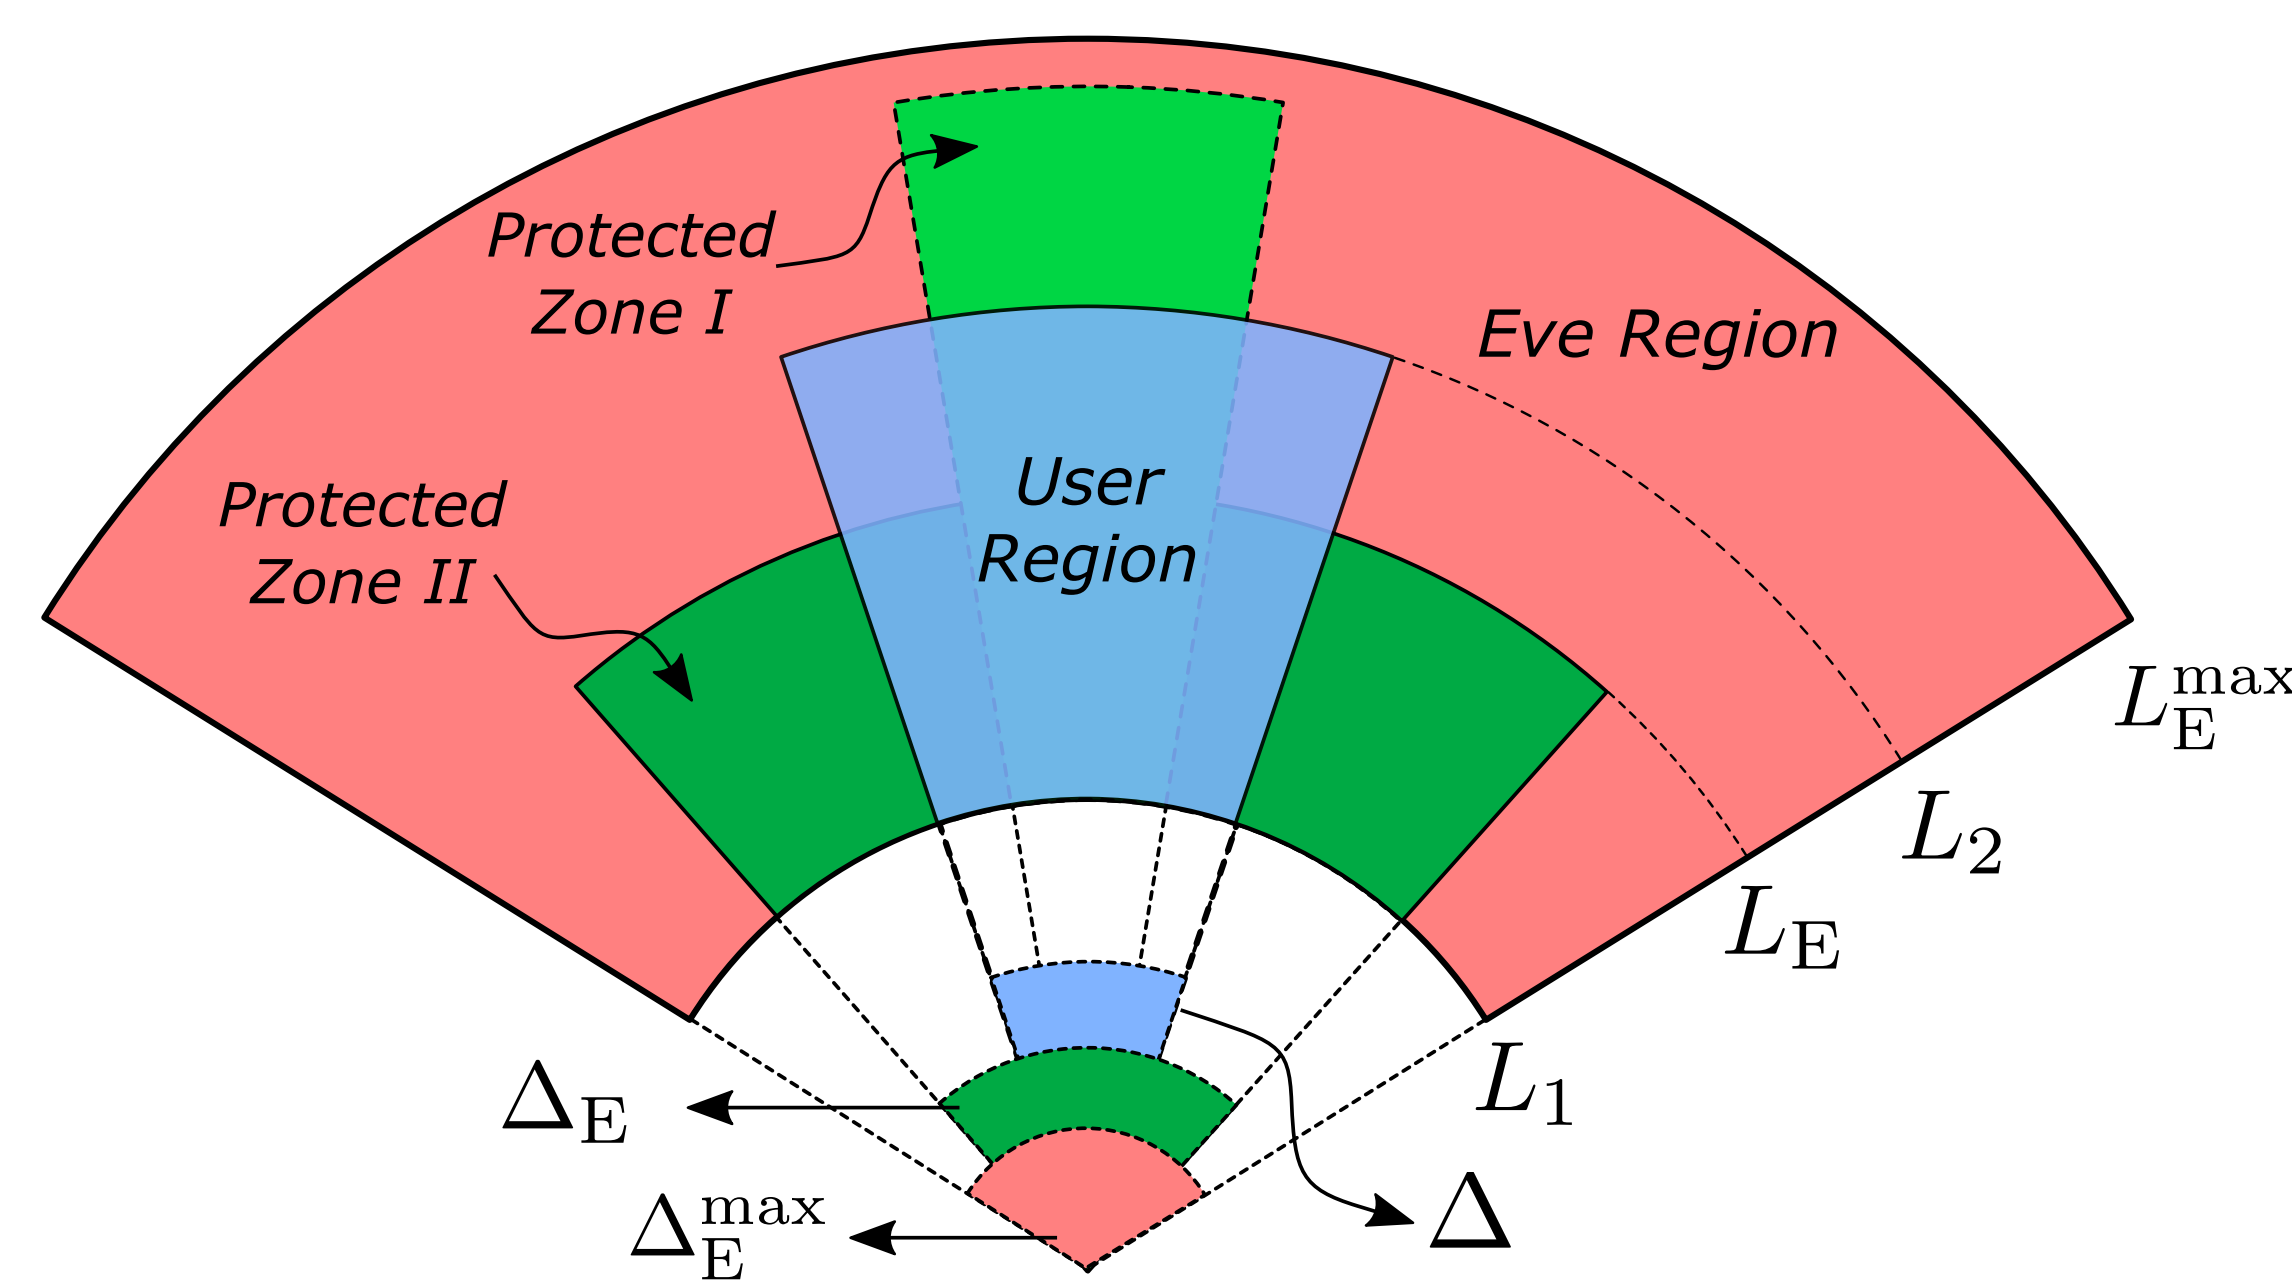 Protected
Zone I
Eve Region
User
Region
Protected
Zone II
L_E^max
L_2
L_E
L_1
Δ_E
Δ_E^max
Δ